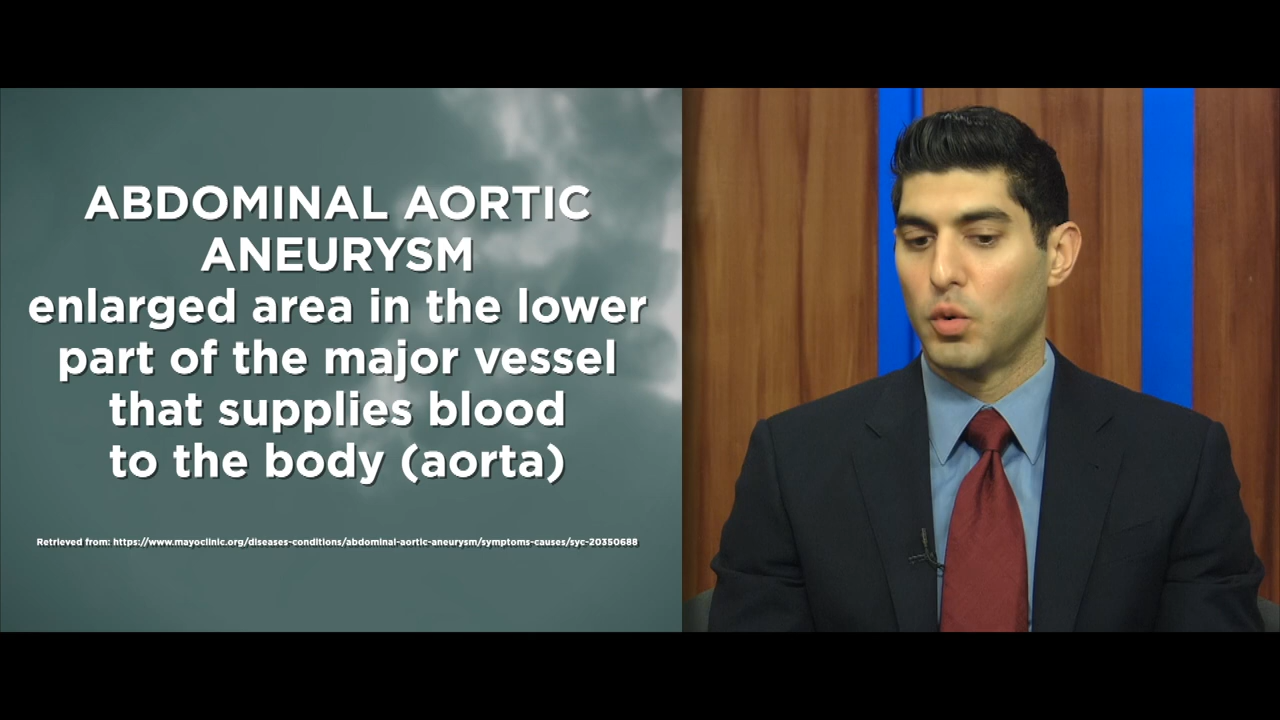 ABDOMINAL AORTIC
ANEURYSM
enlarged area in the lower
part of the major vessel
that supplies blood
to the body (aorta)
Retrieved from: https://www.mayoclinic.org/diseases-conditions/abdominal-aortic-aneurysm/symptoms-causes/syc-20350688